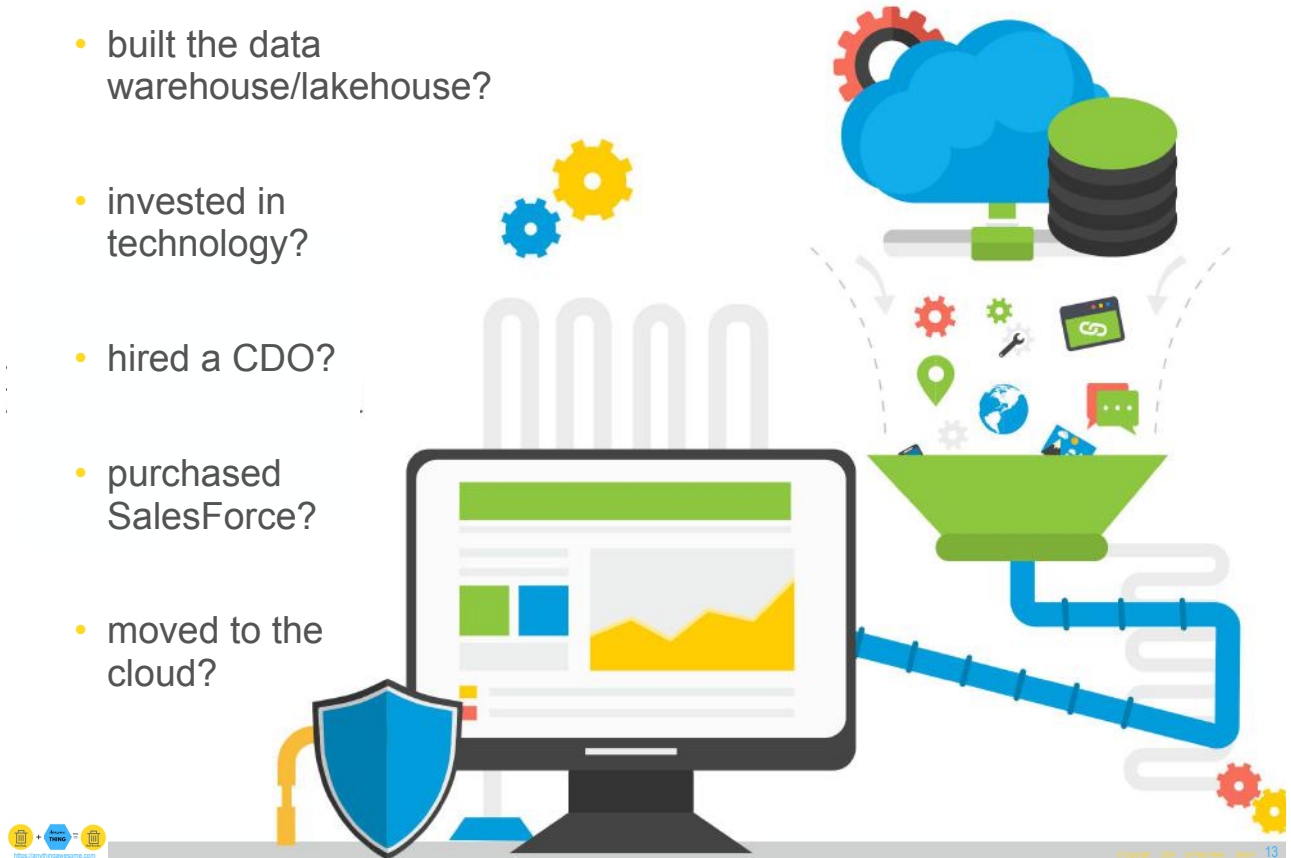 • built the data
warehouse/lakehouse?
• invested in
technology?
• hired a CDO?
• purchased
SalesForce?
• moved to the
cloud?
THING
https://anythingawesome.com
13